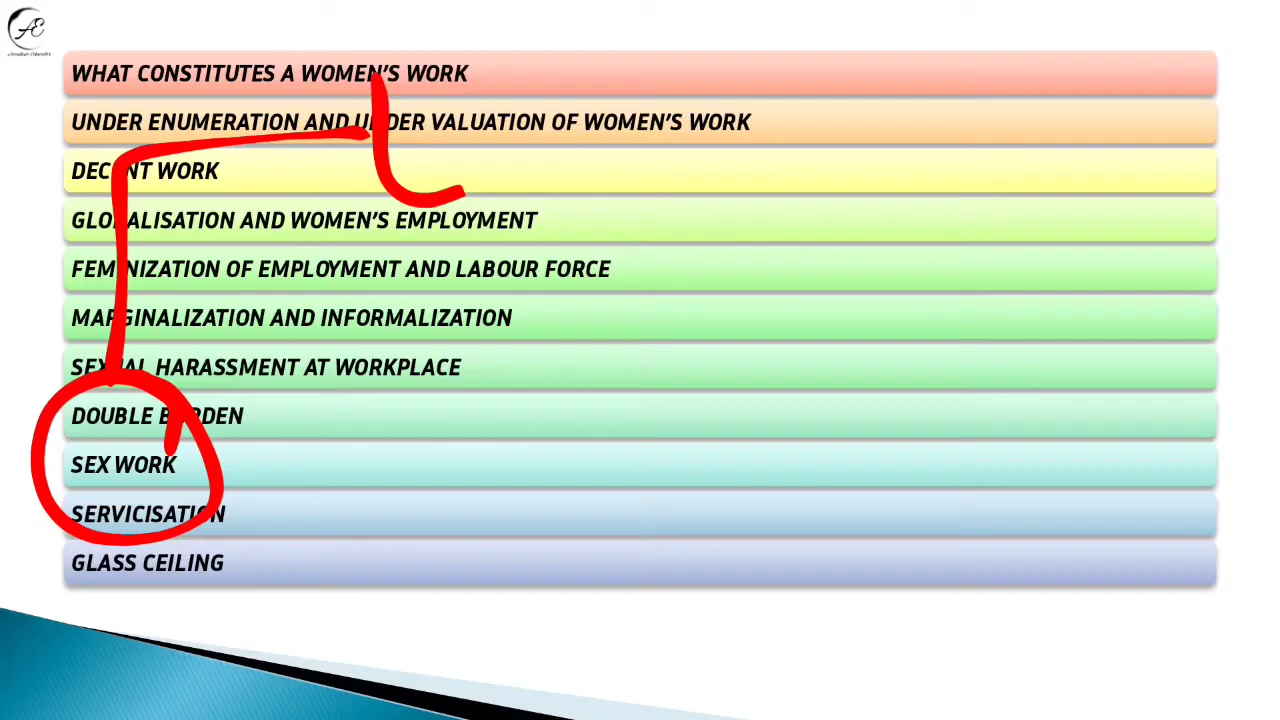 AE
WHAT CONSTITUTES A WOMEN'S WORK
UNDER ENUMERATION AND UNDER VALUATION OF WOMEN'S WORK
DECENT WORK
GLOBALISATION AND WOMEN'S EMPLOYMENT
FEMINIZATION OF EMPLOYMENT AND LABOUR FORCE
MARGINALIZATION AND INFORMALIZATION
SEXUAL HARASSMENT AT WORKPLACE
DOUBLE BURDEN
SEX WORK
SERVICISATION
GLASS CEILING